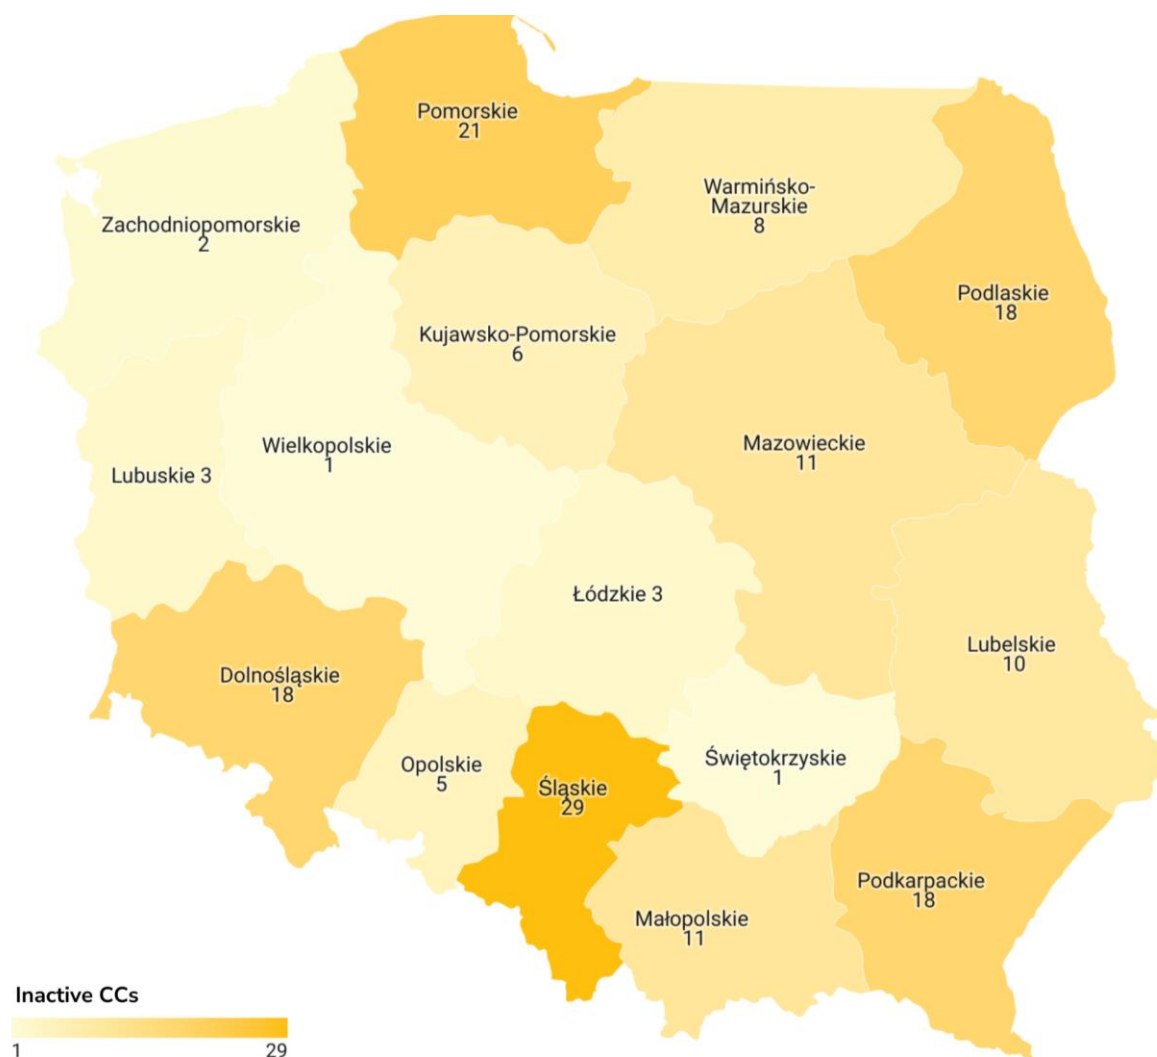 Pomorskie
21
Warmińsko-
Mazurskie
8
Zachodniopomorskie
2
Podlaskie
18
Kujawsko-Pomorskie
6
Wielkopolskie
1
Mazowieckie
11
Lubuskie 3
Łódzkie 3
Lubelskie
10
Dolnośląskie
18
Opolskie
5
Śląskie
29
Świętokrzyskie
1
Podkarpackie
18
Małopolskie
11
Inactive CCs
1
29